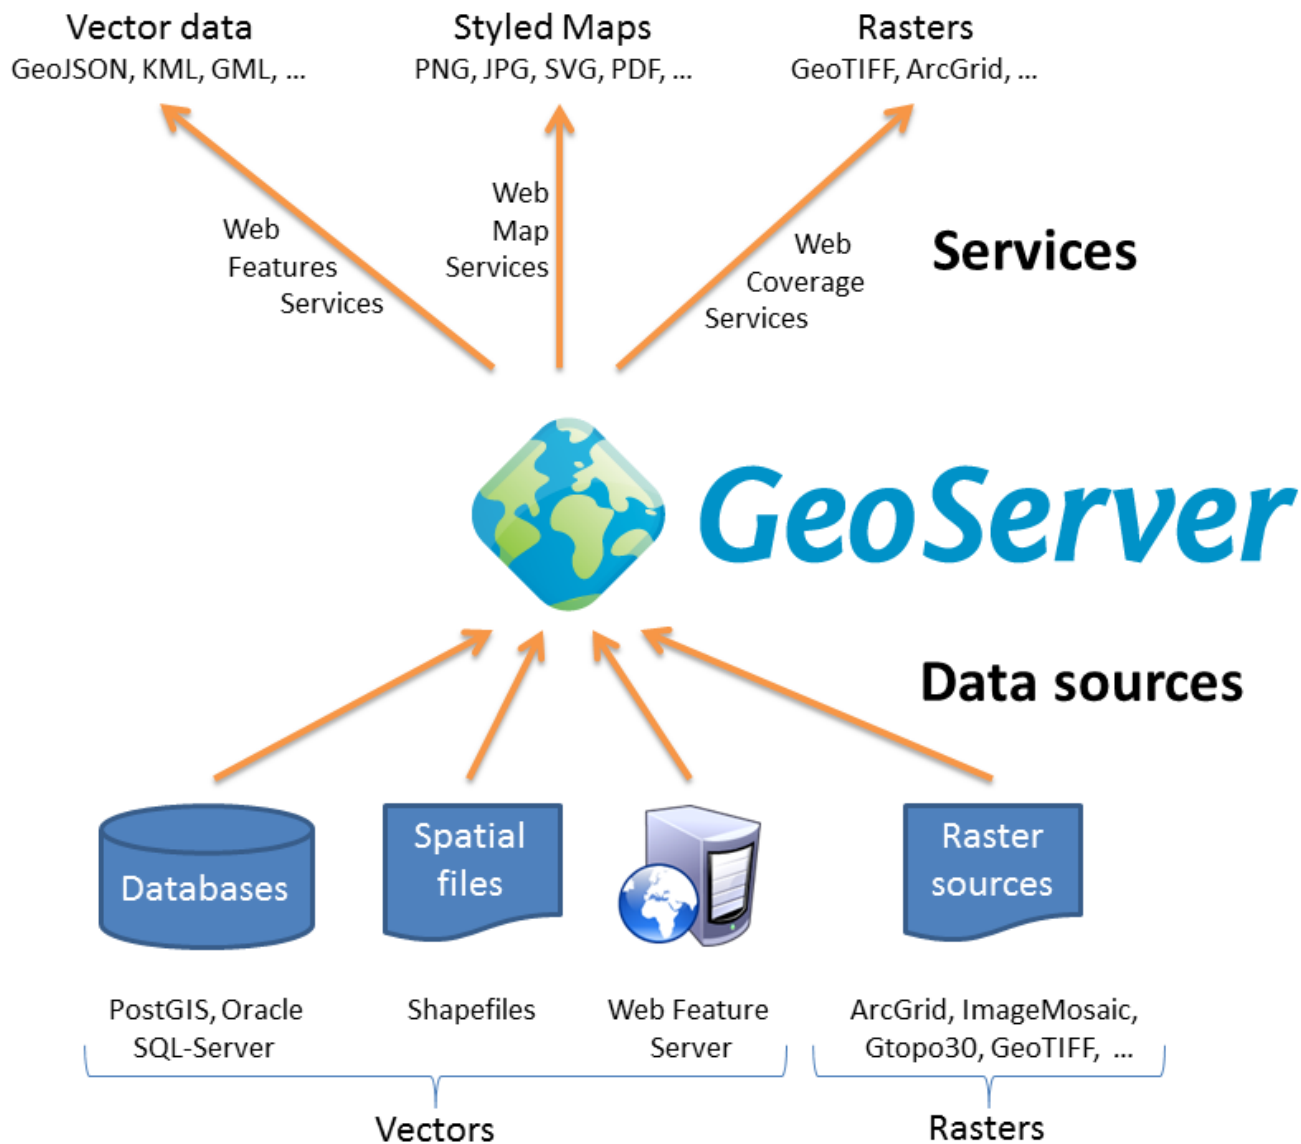 Vector data
GeoJSON, KML, GML, ...
Styled Maps
PNG, JPG, SVG, PDF, ...
Rasters
GeoTIFF, ArcGrid, ...
Web
Features
Services
Web
Map
Services
Web
Coverage
Services
Services
GeoServer
Data sources
Databases
Spatial
files
Raster
sources
PostGIS, Oracle
SQL-Server
Shapefiles
Web Feature
Server
ArcGrid, ImageMosaic,
Gtopo30, GeoTIFF, ...
Vectors
Rasters